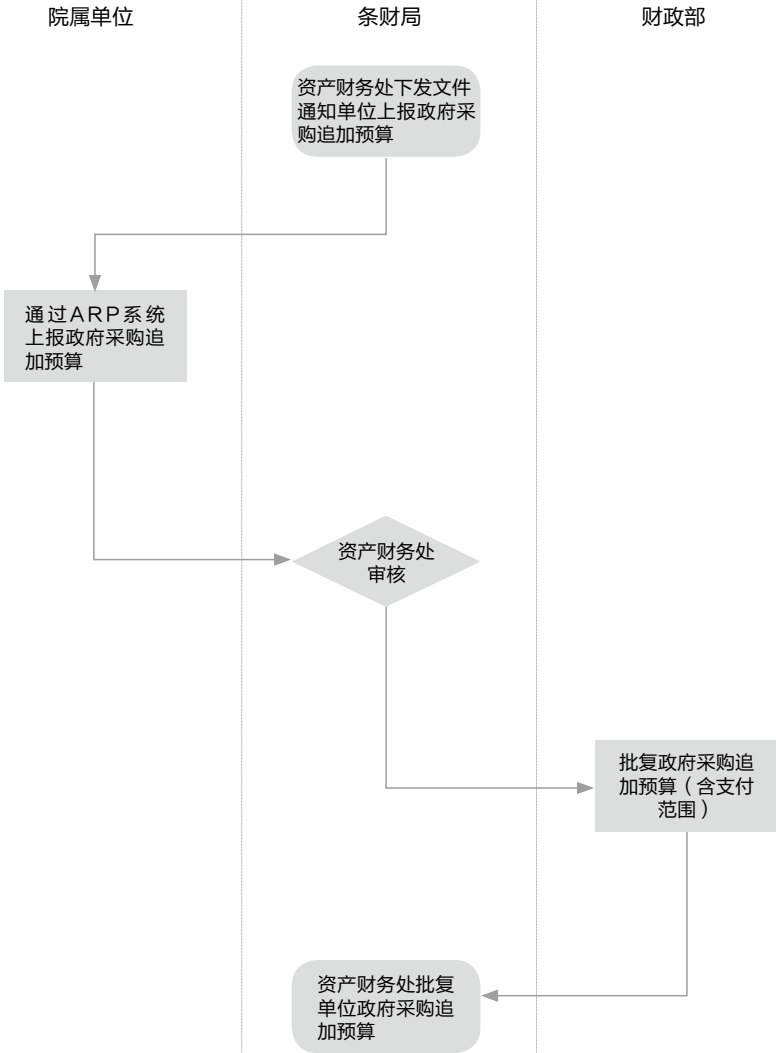 院属单位
条财局
财政部
资产财务处下发文件
通知单位上报政府采
购追加预算
通过ARP系统
上报政府采购追
加预算
资产财务处
审核
批复政府采购追
加预算（含支付
范围）
资产财务处批复
单位政府采购追
加预算